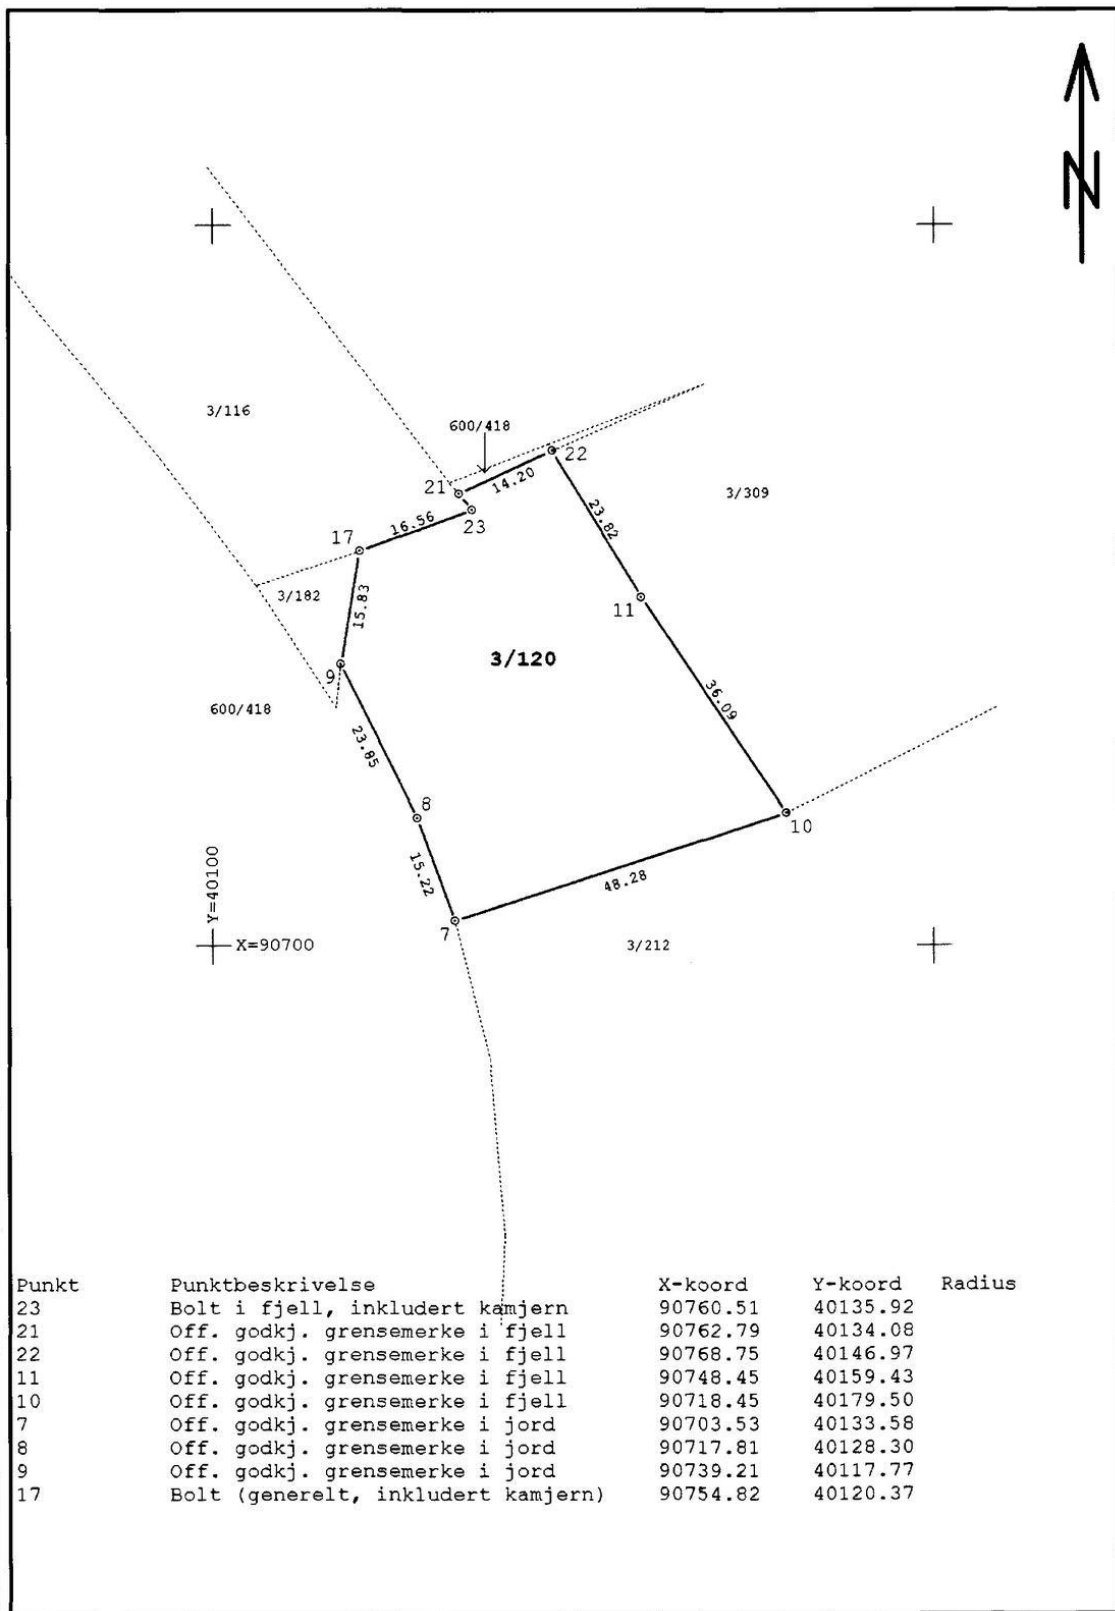 N
3/116
600/418
22
21
14.20
3/309
23
16.56
23.82
17
3/182
15.83
11
3/120
9
36.09
600/418
23.85
8
10
15.22
48.28
Y=40100
7
X=90700
3/212
Punkt Punktbeskrivelse X-koord Y-koord Radius
23 Bolt i fjell, inkludert kamjern 90760.51 40135.92
21 Off. godkj. grensemerke i fjell 90762.79 40134.08
22 Off. godkj. grensemerke i fjell 90768.75 40146.97
11 Off. godkj. grensemerke i fjell 90748.45 40159.43
10 Off. godkj. grensemerke i fjell 90718.45 40179.50
7 Off. godkj. grensemerke i jord 90703.53 40133.58
8 Off. godkj. grensemerke i jord 90717.81 40128.30
9 Off. godkj. grensemerke i jord 90739.21 40117.77
17 Bolt (generelt, inkludert kamjern) 90754.82 40120.37